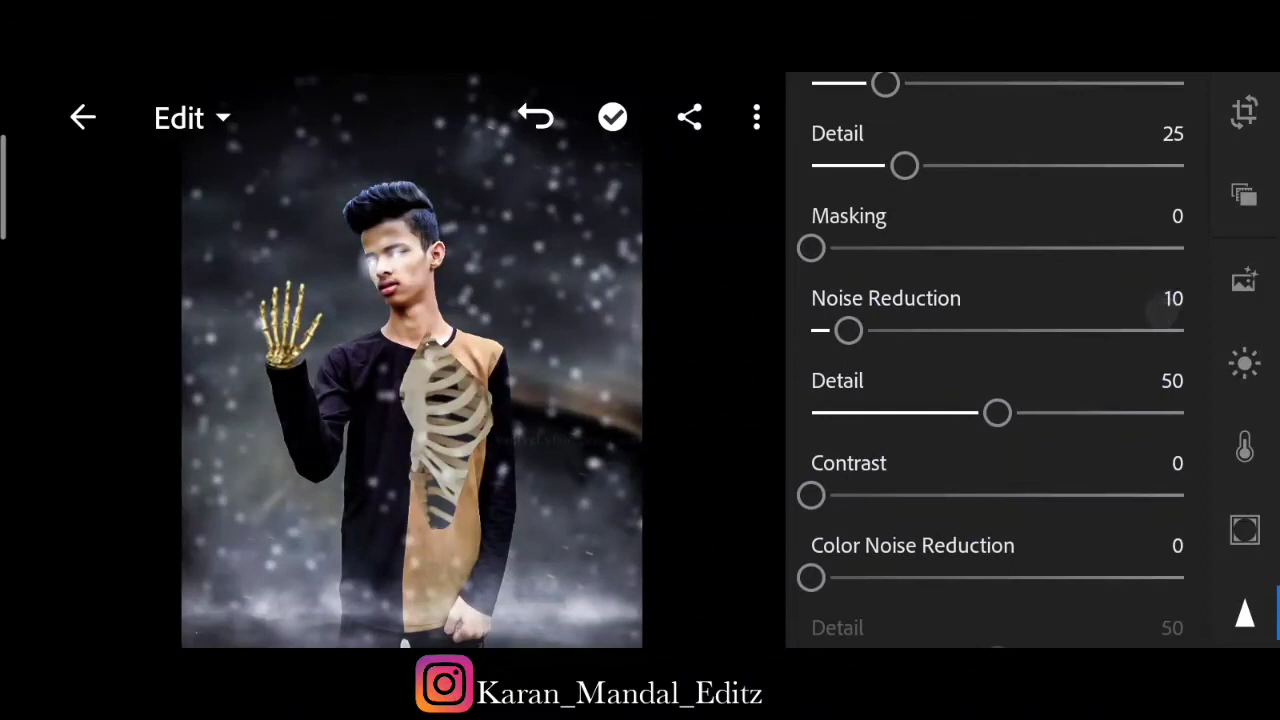 Edit
Detail 25
Masking 0
Noise Reduction 10
Detail 50
Contrast 0
Color Noise Reduction 0
Detail 50
Karan_Mandal_Editz